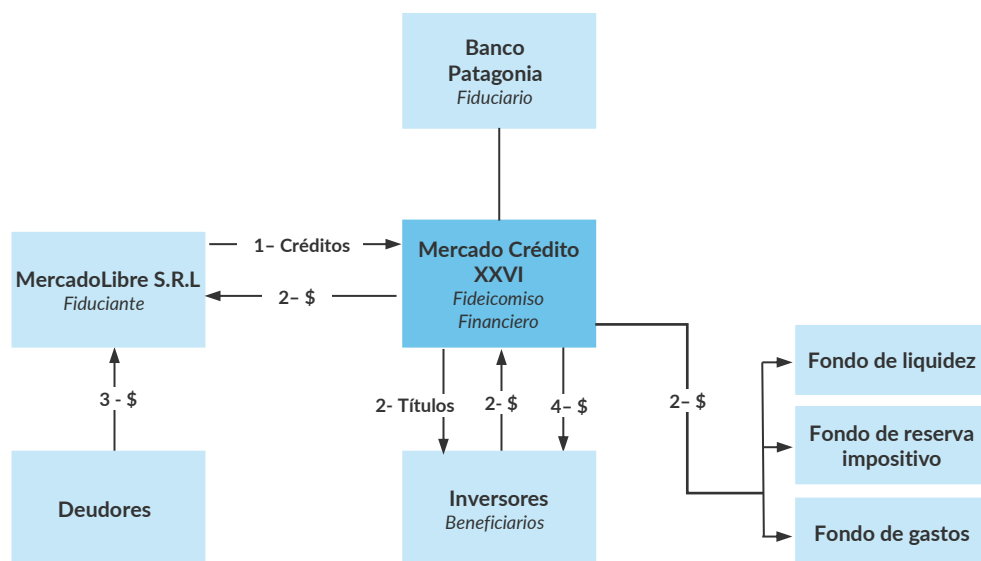 Banco
Patagonia
Fiduciario
1– Créditos
Mercado Crédito
XXVI
Fideicomiso
Financiero
MercadoLibre S.R.L
Fiduciante
2– $
Fondo de liquidez
3 - $
2- Títulos
2- $
4– $
2– $
Fondo de reserva
impositivo
Deudores
Inversores
Beneficiarios
Fondo de gastos